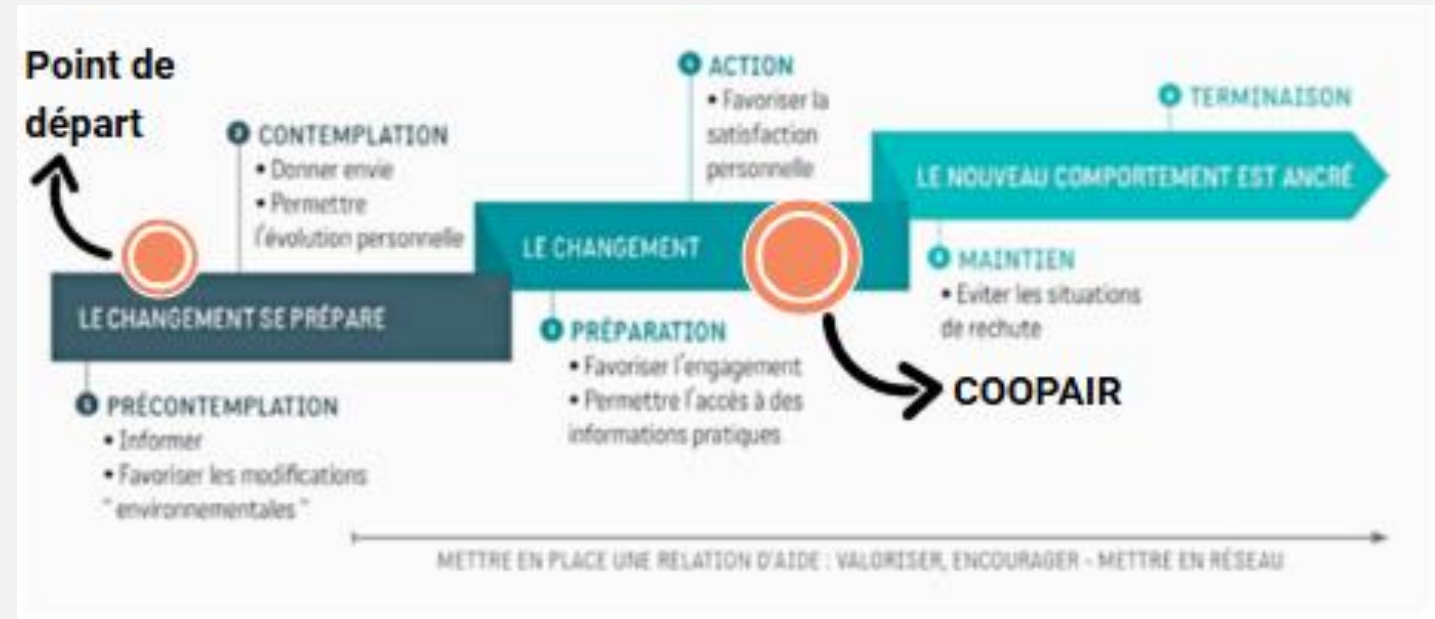 Point de
départ
CONTEMPLATION
• Donner envie
• Permettre
l'évolution personnelle
LE CHANGEMENT SE PRÉPARE
PRÉCONTEMPLATION
• Informer
• Favoriser les modifications
" environnementales "
ACTION
• Favoriser la
satisfaction
personnelle
LE CHANGEMENT
PRÉPARATION
• Favoriser l'engagement
• Permettre l'accès à des
informations pratiques
TERMINAISON
LE NOUVEAU COMPORTEMENT EST ANCRÉ
MAINTIEN
• Eviter les situations
de rechute
COOPAIR
METTRE EN PLACE UNE RELATION D'AIDE : VALORISER, ENCOURAGER - METTRE EN RÉSEAU